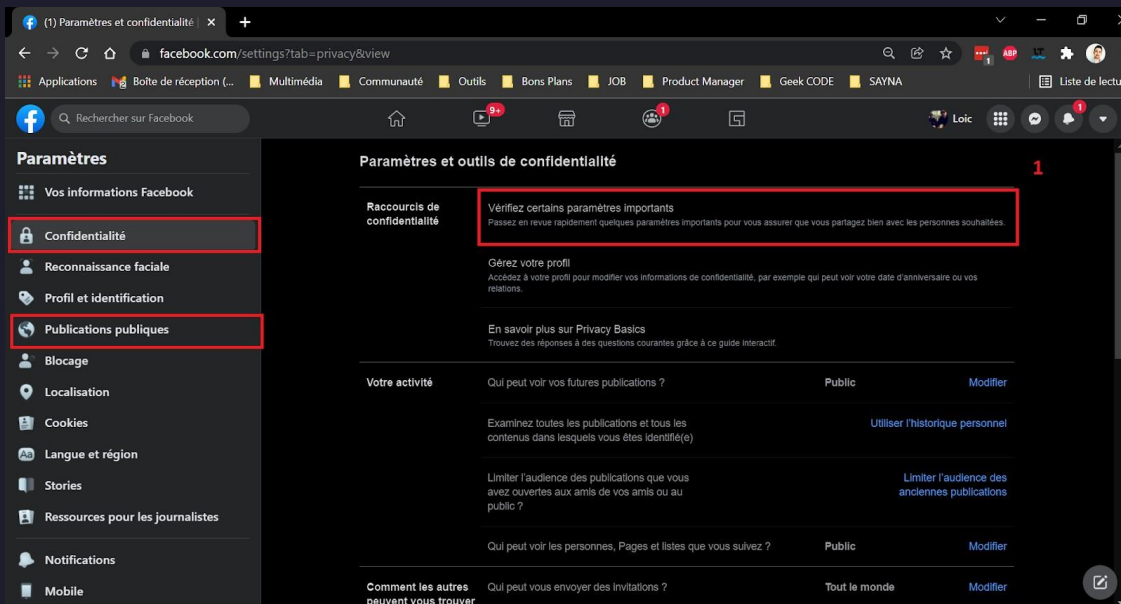 (1) Paramètres et confidentialité
facebook.com/settings?tab=privacy&view
ABP
LT
1
Applications
Boîte de réception (...
Multimédia
Communauté
Outils
Bons Plans
JOB
Product Manager
Geek CODE
SAYNA
Liste de lectu
Rechercher sur Facebook
9+
1
Loic
1
Paramètres
Vos informations Facebook
Confidentialité
Reconnaissance faciale
Profil et identification
Publications publiques
Blocage
Localisation
Cookies
Aa Langue et région
Stories
Ressources pour les journalistes
Notifications
Mobile
Paramètres et outils de confidentialité
1
Raccourcis de
confidentialité
Vérifiez certains paramètres importants
Passez en revue rapidement quelques paramètres importants pour vous assurer que vous partagez bien avec les personnes souhaitées.
Gérez votre profil
Accédez à votre profil pour modifier vos informations de confidentialité, par exemple qui peut voir votre date d'anniversaire ou vos
relations.
En savoir plus sur Privacy Basics
Trouvez des réponses à des questions courantes grâce à ce guide interactif.
Votre activité
Qui peut voir vos futures publications ?
Public
Modifier
Examinez toutes les publications et tous les
contenus dans lesquels vous êtes identifié(e)
Utiliser l'historique personnel
Limiter l'audience des publications que vous
avez ouvertes aux amis de vos amis ou au
public ?
Limiter l'audience des
anciennes publications
Qui peut voir les personnes, Pages et listes que vous suivez ?
Public
Modifier
Comment les autres
peuvent vous trouver
Qui peut vous envoyer des invitations ?
Tout le monde
Modifier